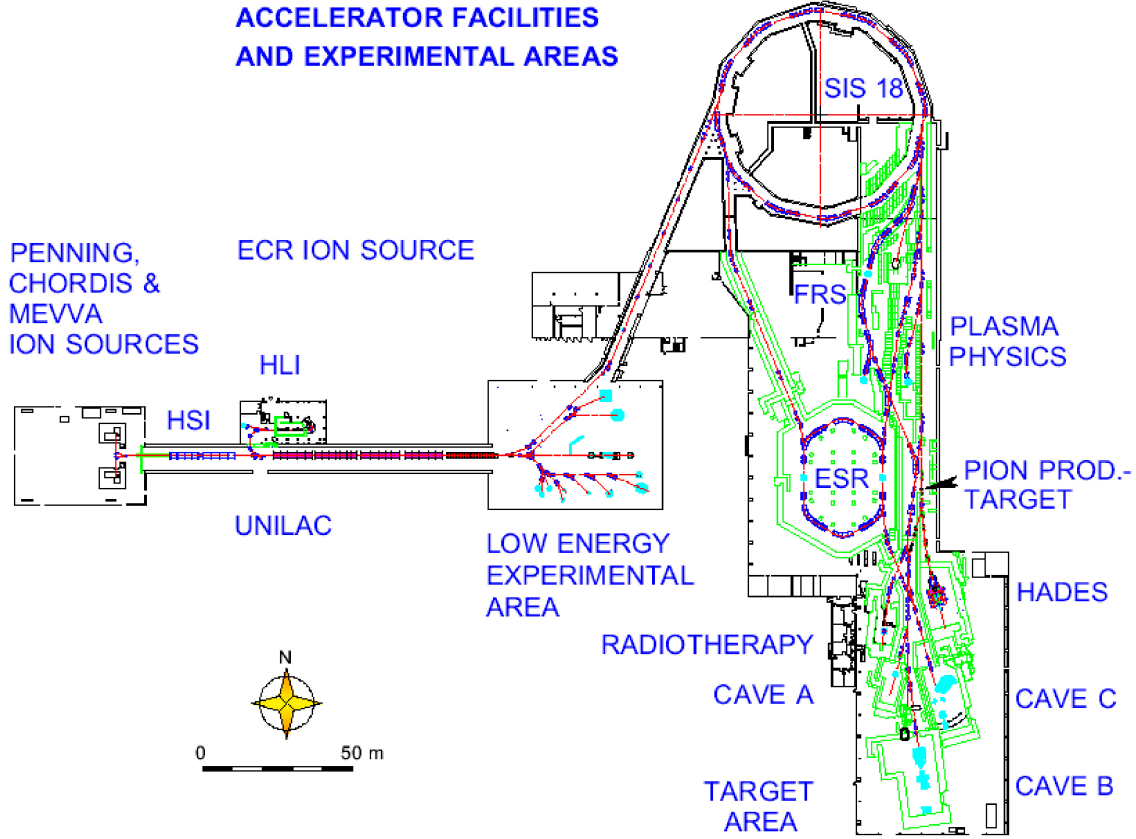 ACCELERATOR FACILITIES
AND EXPERIMENTAL AREAS
SIS 18
PENNING,
CHORDIS &
MEVVA
ION SOURCES
ECR ION SOURCE
FRS
PLASMA
PHYSICS
HLI
HSI
ESR
PION PROD.-
TARGET
UNILAC
LOW ENERGY
EXPERIMENTAL
AREA
HADES
RADIOTHERAPY
N
CAVE A
CAVE C
0
50 m
TARGET
AREA
CAVE B